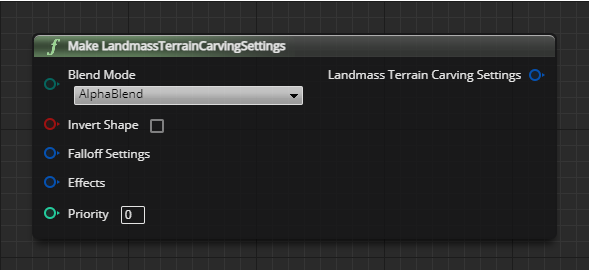 Make LandmassTerrainCarvingSettings
Blend Mode
Landmass Terrain Carving Settings
AlphaBlend
Invert Shape
Falloff Settings
Effects
Priority 0